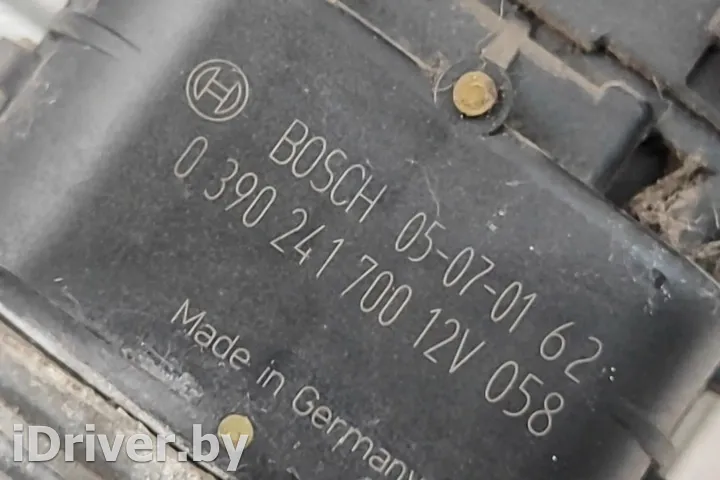 BOSCH 05-07-01 62
0 390 241 700 12V 058
Made in Germany
iDriver.by